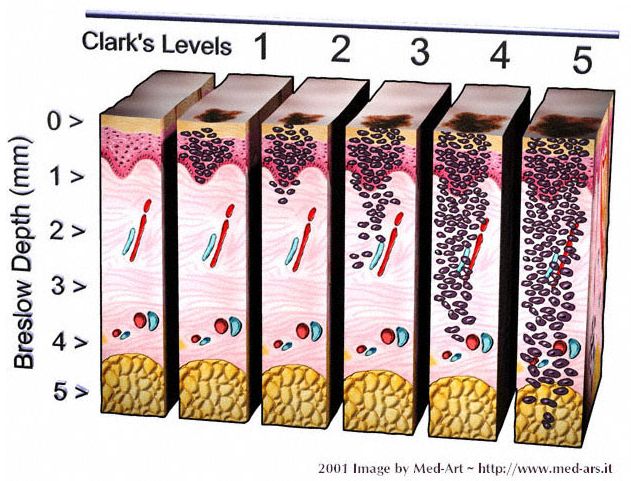 Clark's Levels 1 2 3 4 5
Breslow Depth (mm)
0 >
1 >
2 >
3 >
4 >
5 >
2001 Image by Med-Art ~ http://www.med-ars.it